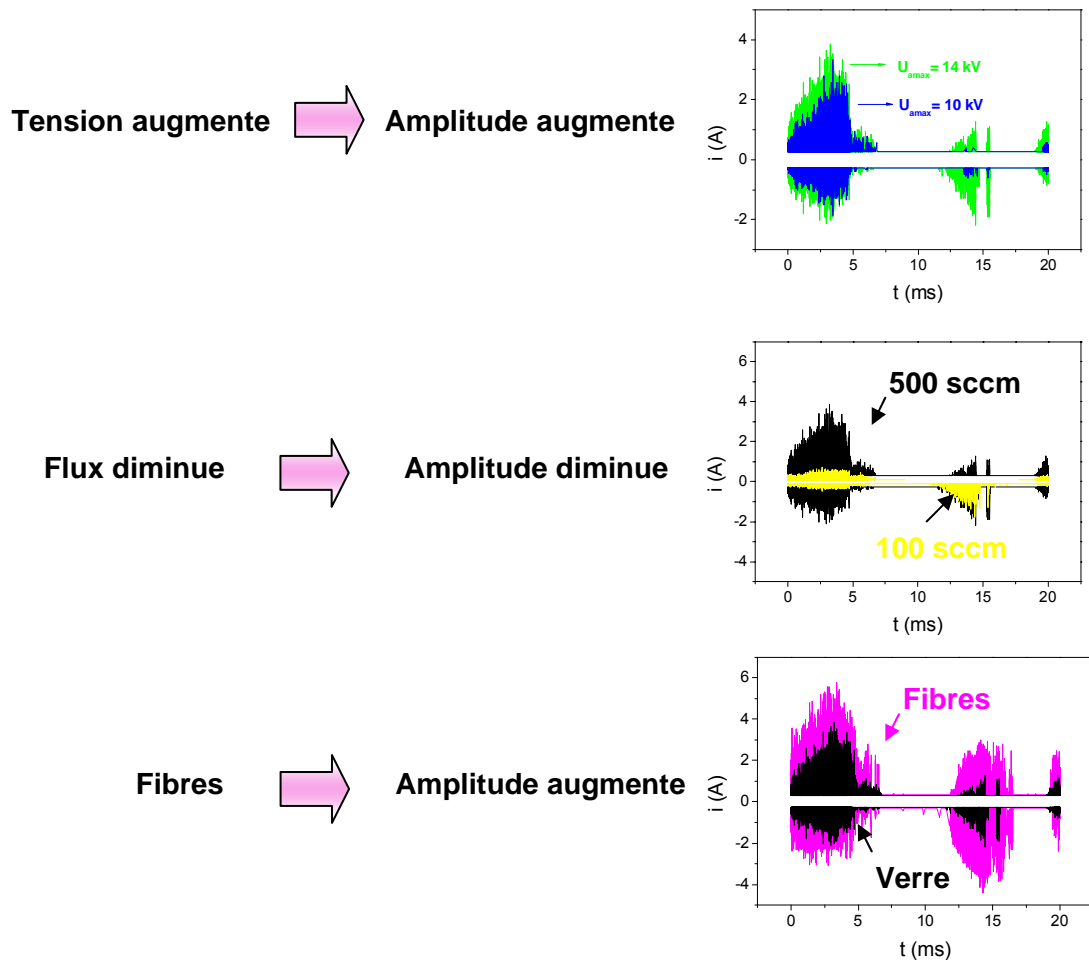 Tension augmente
Amplitude augmente
4
2
0
-2
i (A)
U_amax= 14 kV
U_amax= 10 kV
0 5 10 15 20
t (ms)
Flux diminue
Amplitude diminue
6
4
2
0
-2
-4
i (A)
500 sccm
100 sccm
0 5 10 15 20
t (ms)
Fibres
Amplitude augmente
6
4
2
0
-2
-4
i (A)
Fibres
Verre
0 5 10 15 20
t (ms)